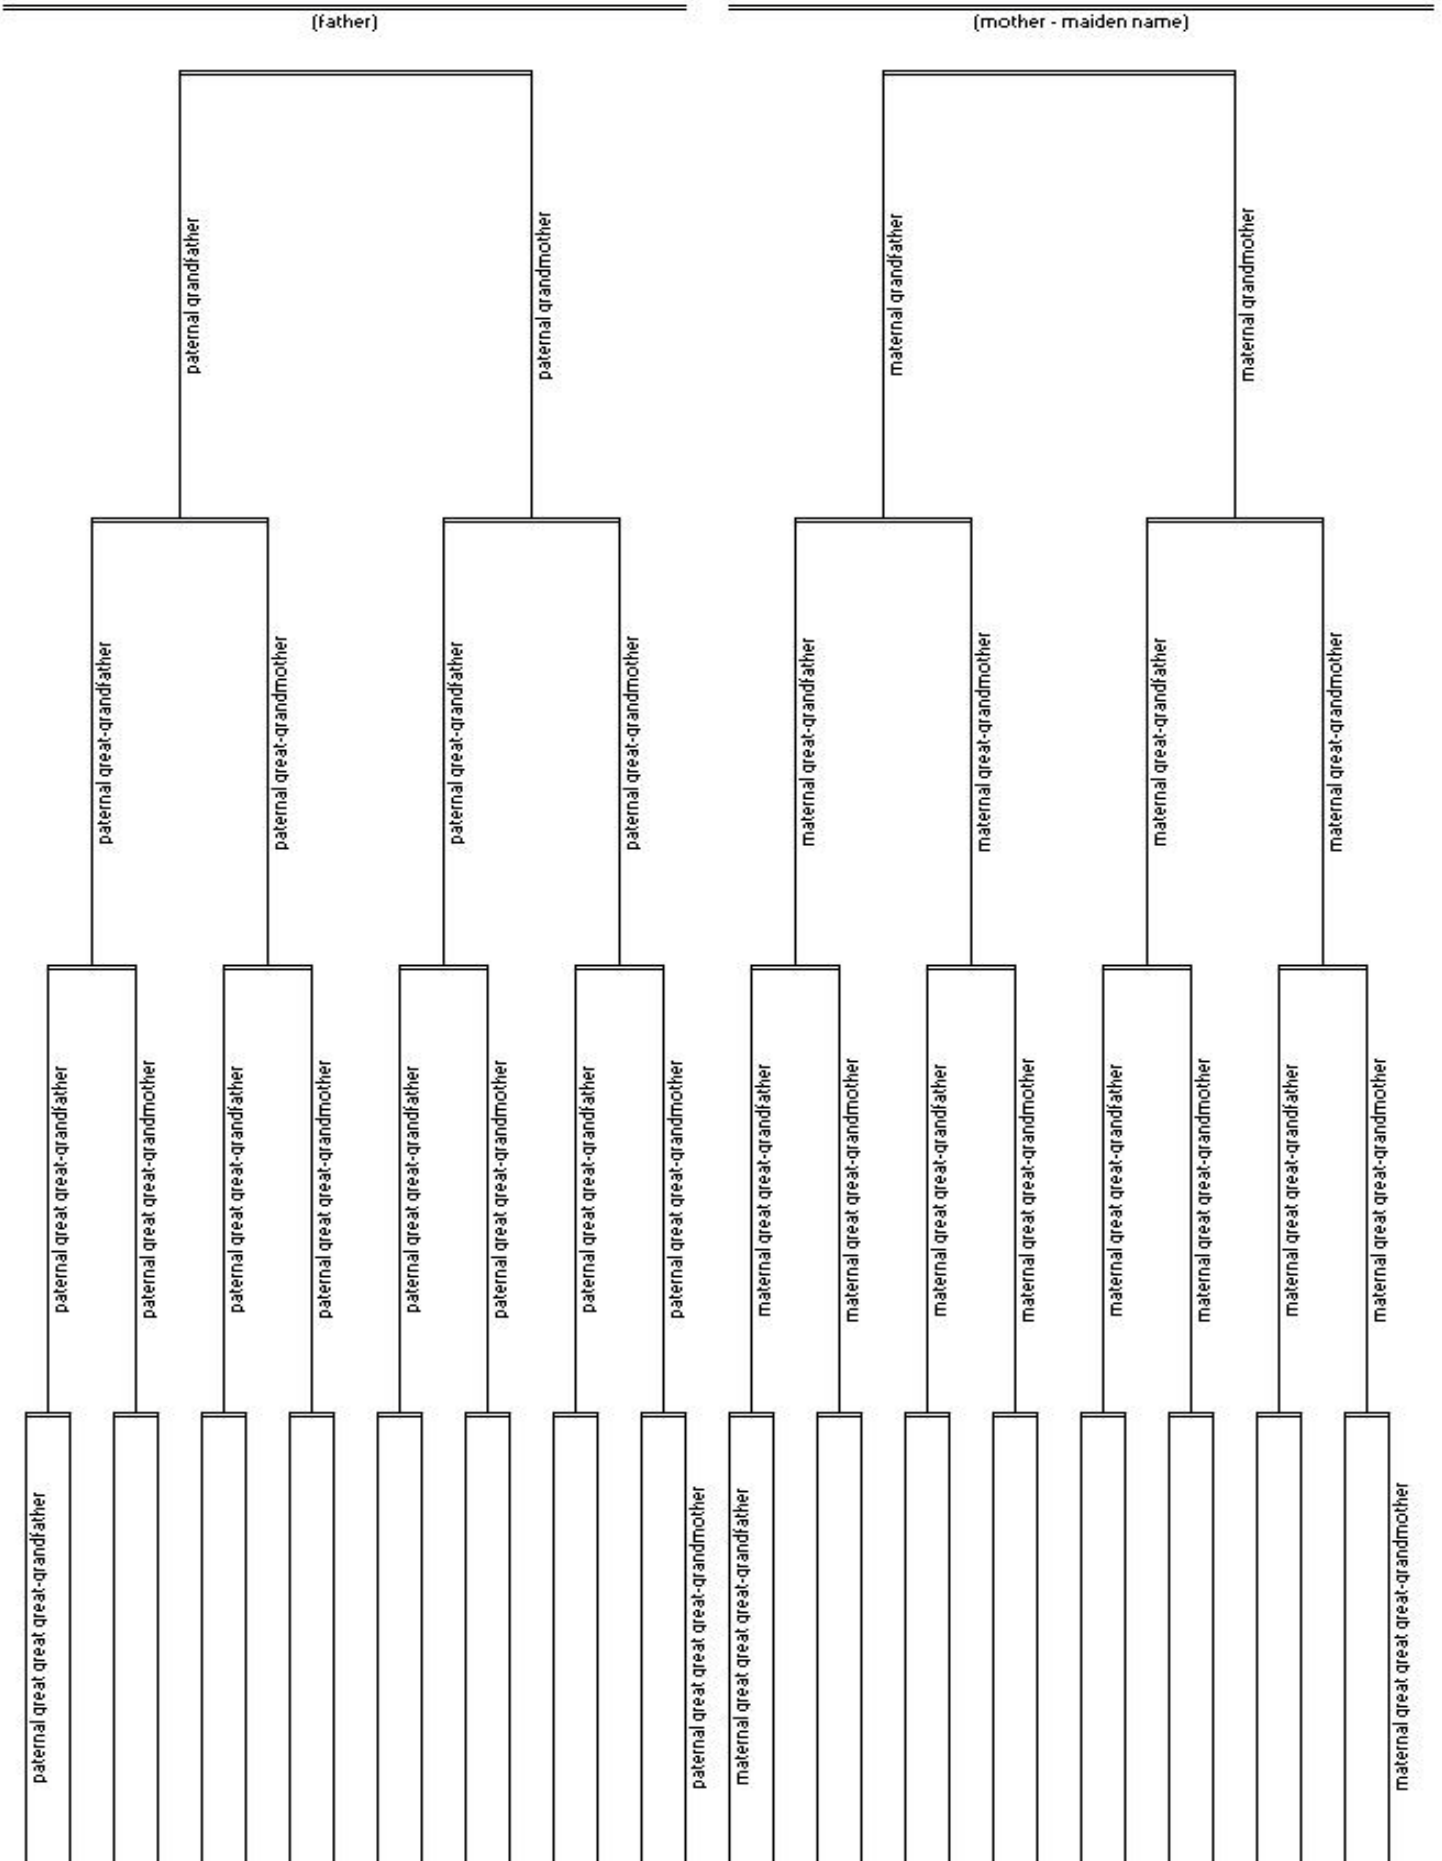 (father)
(mother - maiden name)
paternal grandfather
paternal grandmother
maternal grandfather
maternal grandmother
paternal great-grandfather
paternal great-grandmother
paternal great-grandfather
paternal great-grandmother
maternal great-grandfather
maternal great-grandmother
maternal great-grandfather
maternal great-grandmother
paternal great great-grandfather
paternal great great-grandmother
paternal great great-grandfather
paternal great great-grandmother
paternal great great-grandfather
paternal great great-grandmother
paternal great great-grandfather
paternal great great-grandmother
maternal great great-grandfather
maternal great great-grandmother
maternal great great-grandfather
maternal great great-grandmother
maternal great great-grandfather
maternal great great-grandmother
maternal great great-grandfather
maternal great great-grandmother
paternal great great great-grandfather
paternal great great great-grandmother
maternal great great great-grandfather
maternal great great great-grandmother